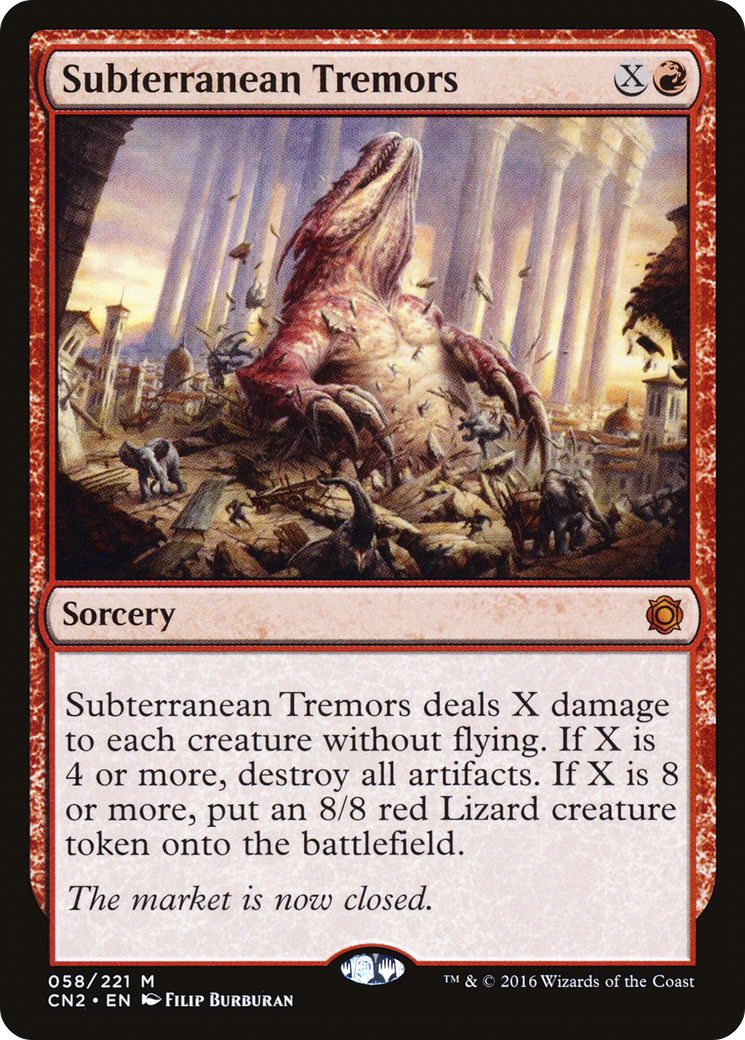 Subterranean Tremors X
Sorcery
Subterranean Tremors deals X damage
to each creature without flying. If X is
4 or more, destroy all artifacts. If X is 8
or more, put an 8/8 red Lizard creature
token onto the battlefield.
The market is now closed.
058/221 M
CN2 • EN Filip Burburan
™ & © 2016 Wizards of the Coast